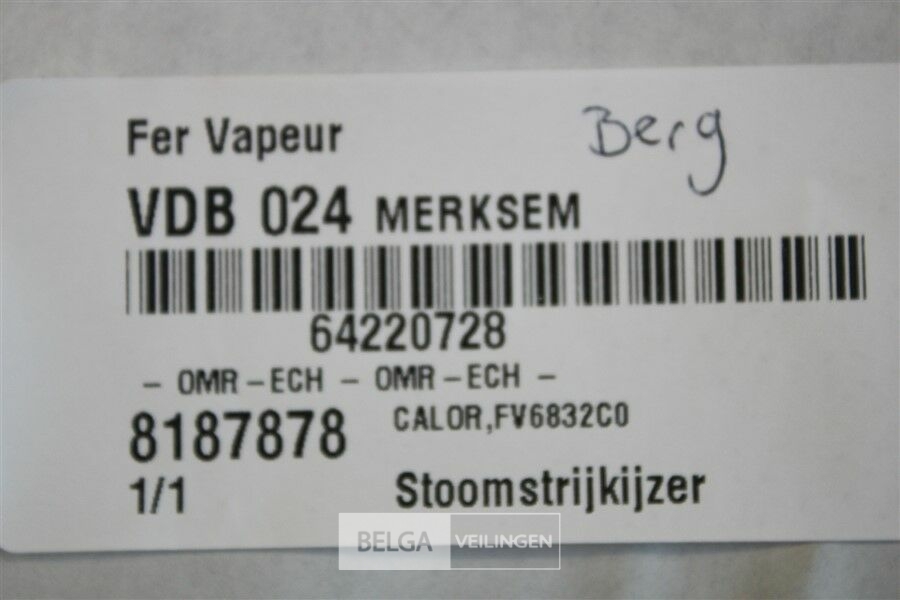 Fer Vapeur
Berg
VDB 024 MERKSEM
64220728
- OMR-ECH - OMR-ECH -
8187878 CALOR,FV6832C0
1/1 Stoomstrijkijzer
BELGA VEILINGEN